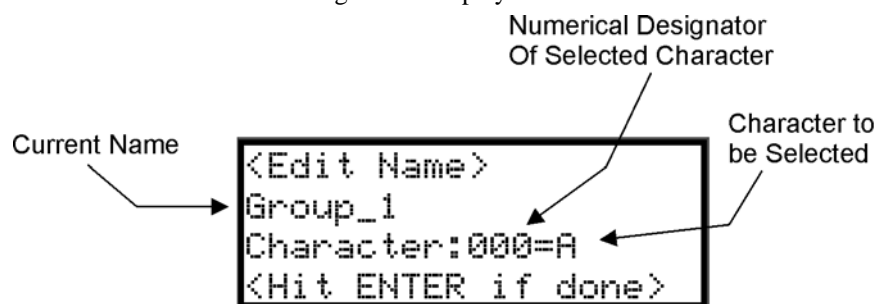 Numerical Designator
Of Selected Character
Character to
be Selected
Current Name
<Edit Name>
Group_1
Character:000=A
<Hit ENTER if done>